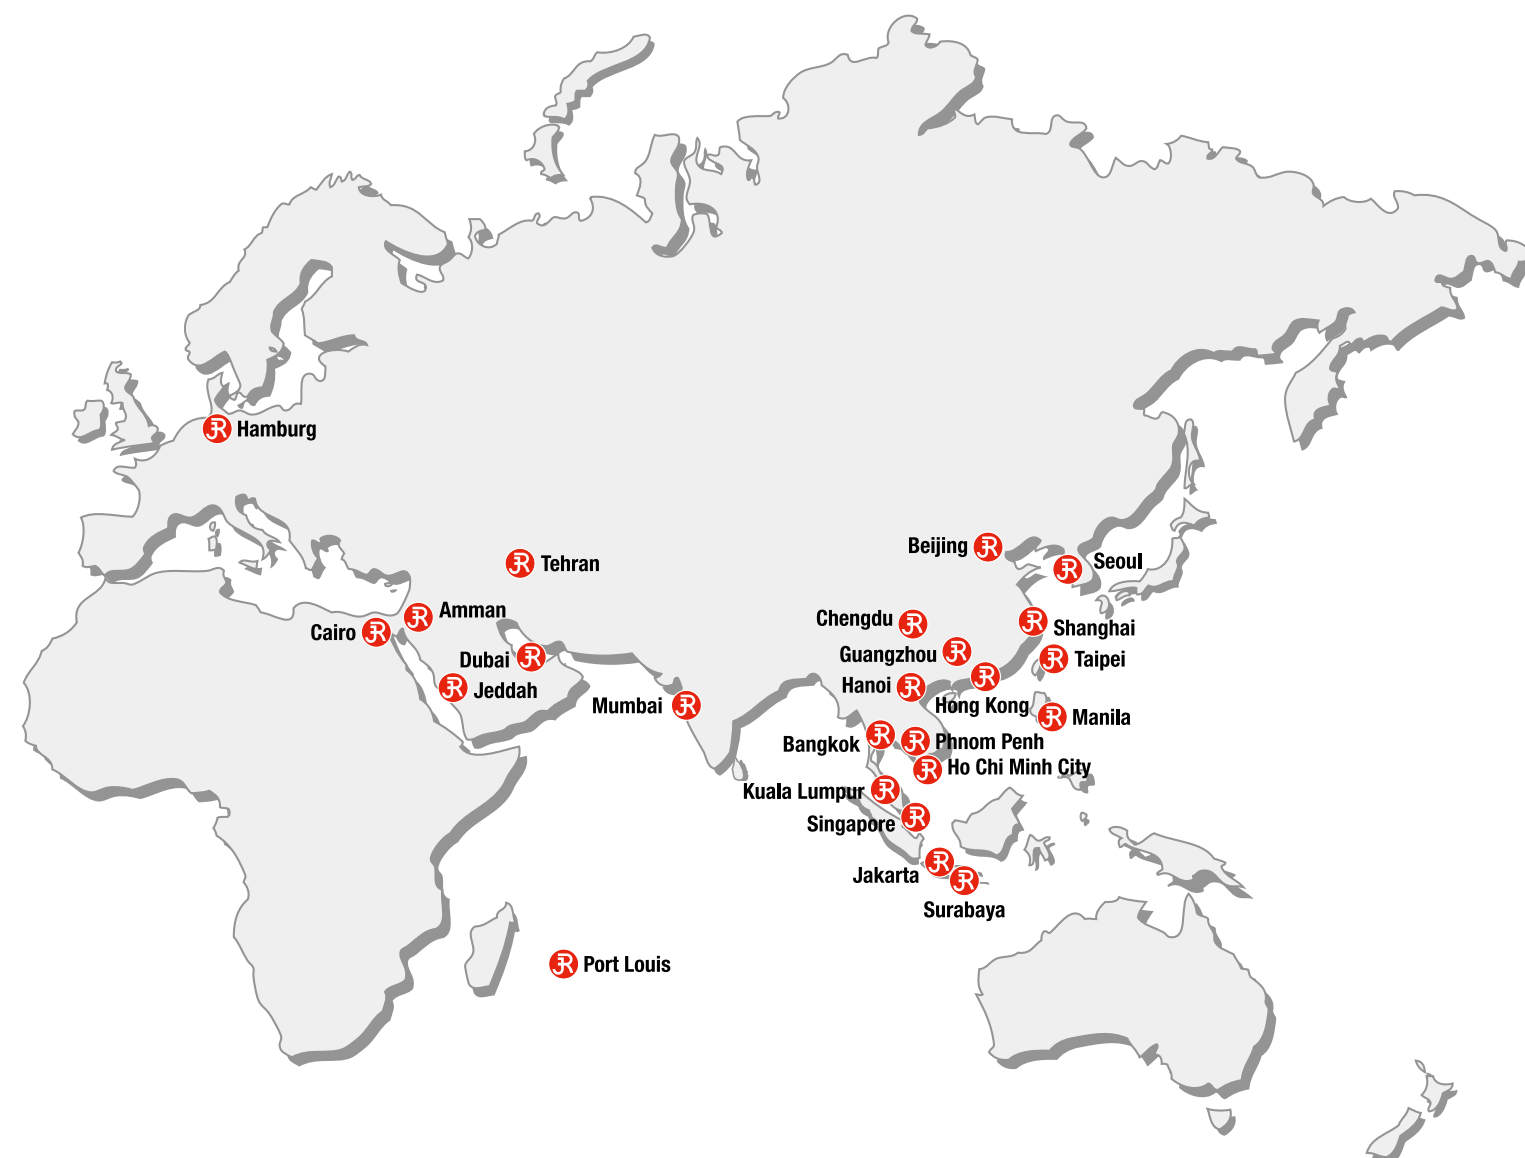 Hamburg
Beijing
Seoul
Tehran
Amman
Cairo
Chengdu
Shanghai
Guangzhou
Dubai
Taipei
Jeddah
Hanoi
Mumbai
Hong Kong
Manila
Bangkok
Phnom Penh
Ho Chi Minh City
Kuala Lumpur
Singapore
Jakarta
Surabaya
Port Louis